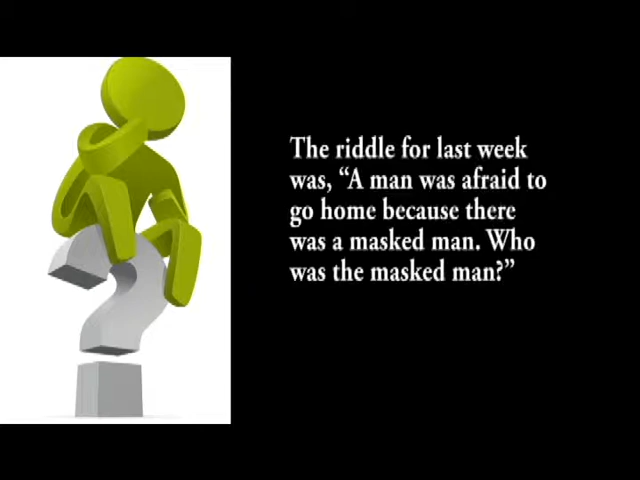 The riddle for last week
was, “A man was afraid to
go home because there
was a masked man. Who
was the masked man?”